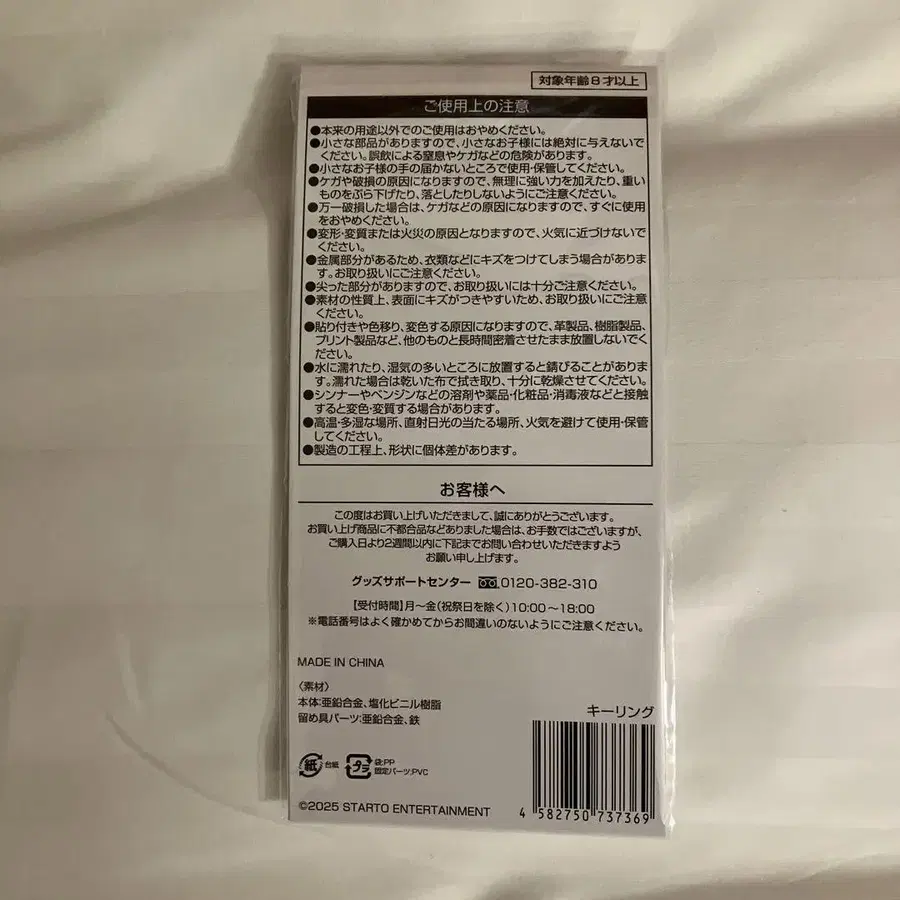 対象年齢8才以上
ご使用上の注意
●本来の用途以外でのご使用はおやめください。
●小さな部品がありますので、小さなお子様には絶対に与えないで
ください。誤飲による窒息やケガなどの危険があります。
●小さなお子様の手の届かないところで使用・保管してください。
●ケガや破損の原因になりますので、無理に強い力を加えたり、重い
ものをぶら下げたり、落としたりしないようにご注意ください。
●万一破損した場合は、ケガなどの原因になりますので、すぐに使用
をおやめください。
●変形・変質または火災の原因となりますので、火気に近づけないで
ください。
●金属部分があるため、衣類などにキズをつけてしまう場合がありま
す。お取り扱いにご注意ください。
●尖った部分がありますので、お取り扱いには十分ご注意ください。
●素材の性質上、表面にキズがつきやすいため、お取り扱いにご注意
ください。
●貼り付きや色移り、変色する原因になりますので、革製品、樹脂製品、
プリント製品など、他のものと長時間密着させたまま放置しないでく
ださい。
●水に濡れたり、湿気の多いところに放置すると錆びることがありま
す。濡れた場合は乾いた布で拭き取り、十分に乾燥させてください。
●シンナーやベンジンなどの溶剤や薬品・化粧品・消毒液などと接触
すると変色・変質する場合があります。
●高温・多湿な場所、直射日光の当たる場所、火気を避けて使用・保管
してください。
●製造の工程上、形状に個体差があります。
お客様へ
この度はお買い上げいただきまして、誠にありがとうございます。
お買い上げ商品に不都合品などありました場合は、お手数ではございますが、
ご購入日より2週間以内に下記までお問い合わせいただきますよう
お願い申し上げます。
グッズサポートセンター 0120-382-310
【受付時間】月～金(祝祭日を除く)10:00～18:00
※電話番号はよく確かめてからお間違いのないようにご注意ください。
MADE IN CHINA
〈素材〉
本体:亜鉛合金、塩化ビニル樹脂
留め具パーツ:亜鉛合金、鉄
キーリング
紙 台紙 プラ 袋:PP
固定パーツ:PVC
©2025 STARTO ENTERTAINMENT
4 582750 737369